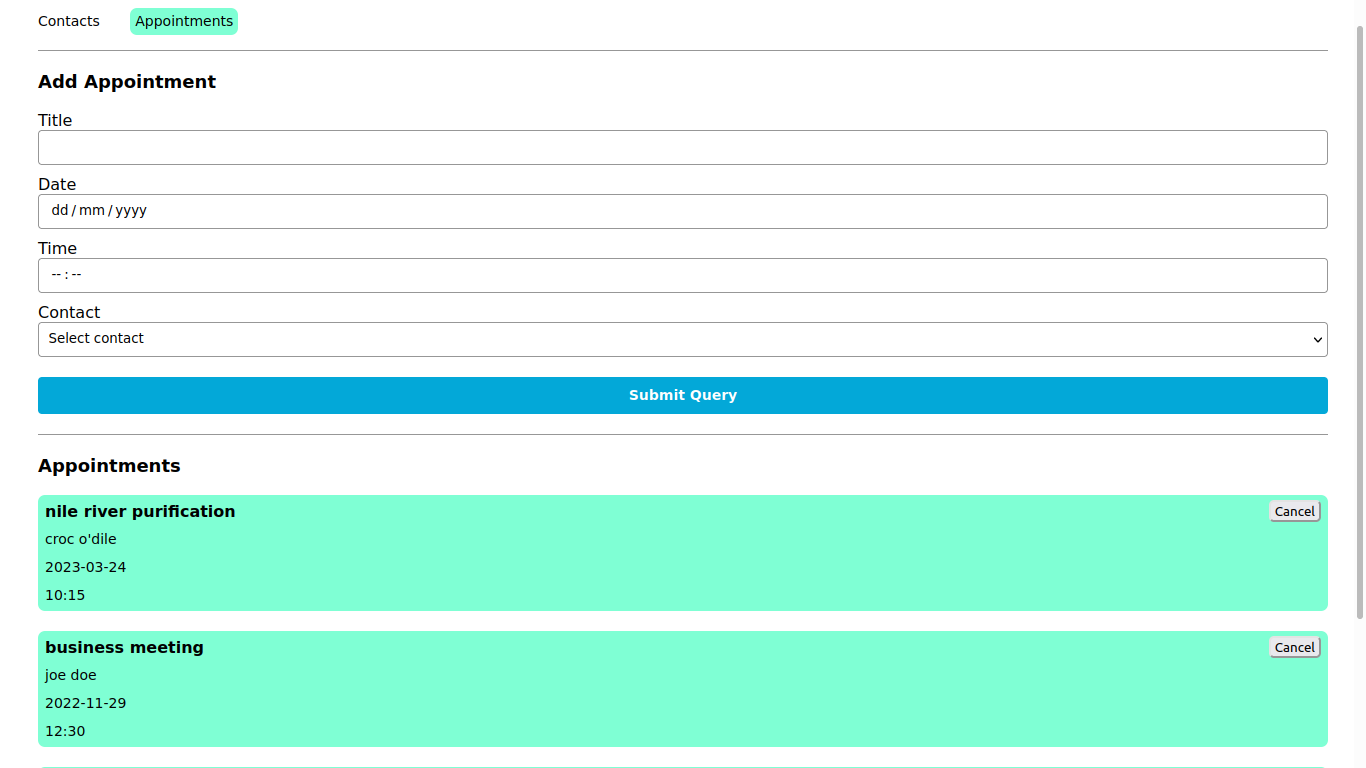 Contacts Appointments
Add Appointment
Title
Date
dd / mm / yyyy
Time
-- : --
Contact
Select contact
Submit Query
Appointments
nile river purification Cancel
croc o'dile
2023-03-24
10:15
business meeting Cancel
joe doe
2022-11-29
12:30